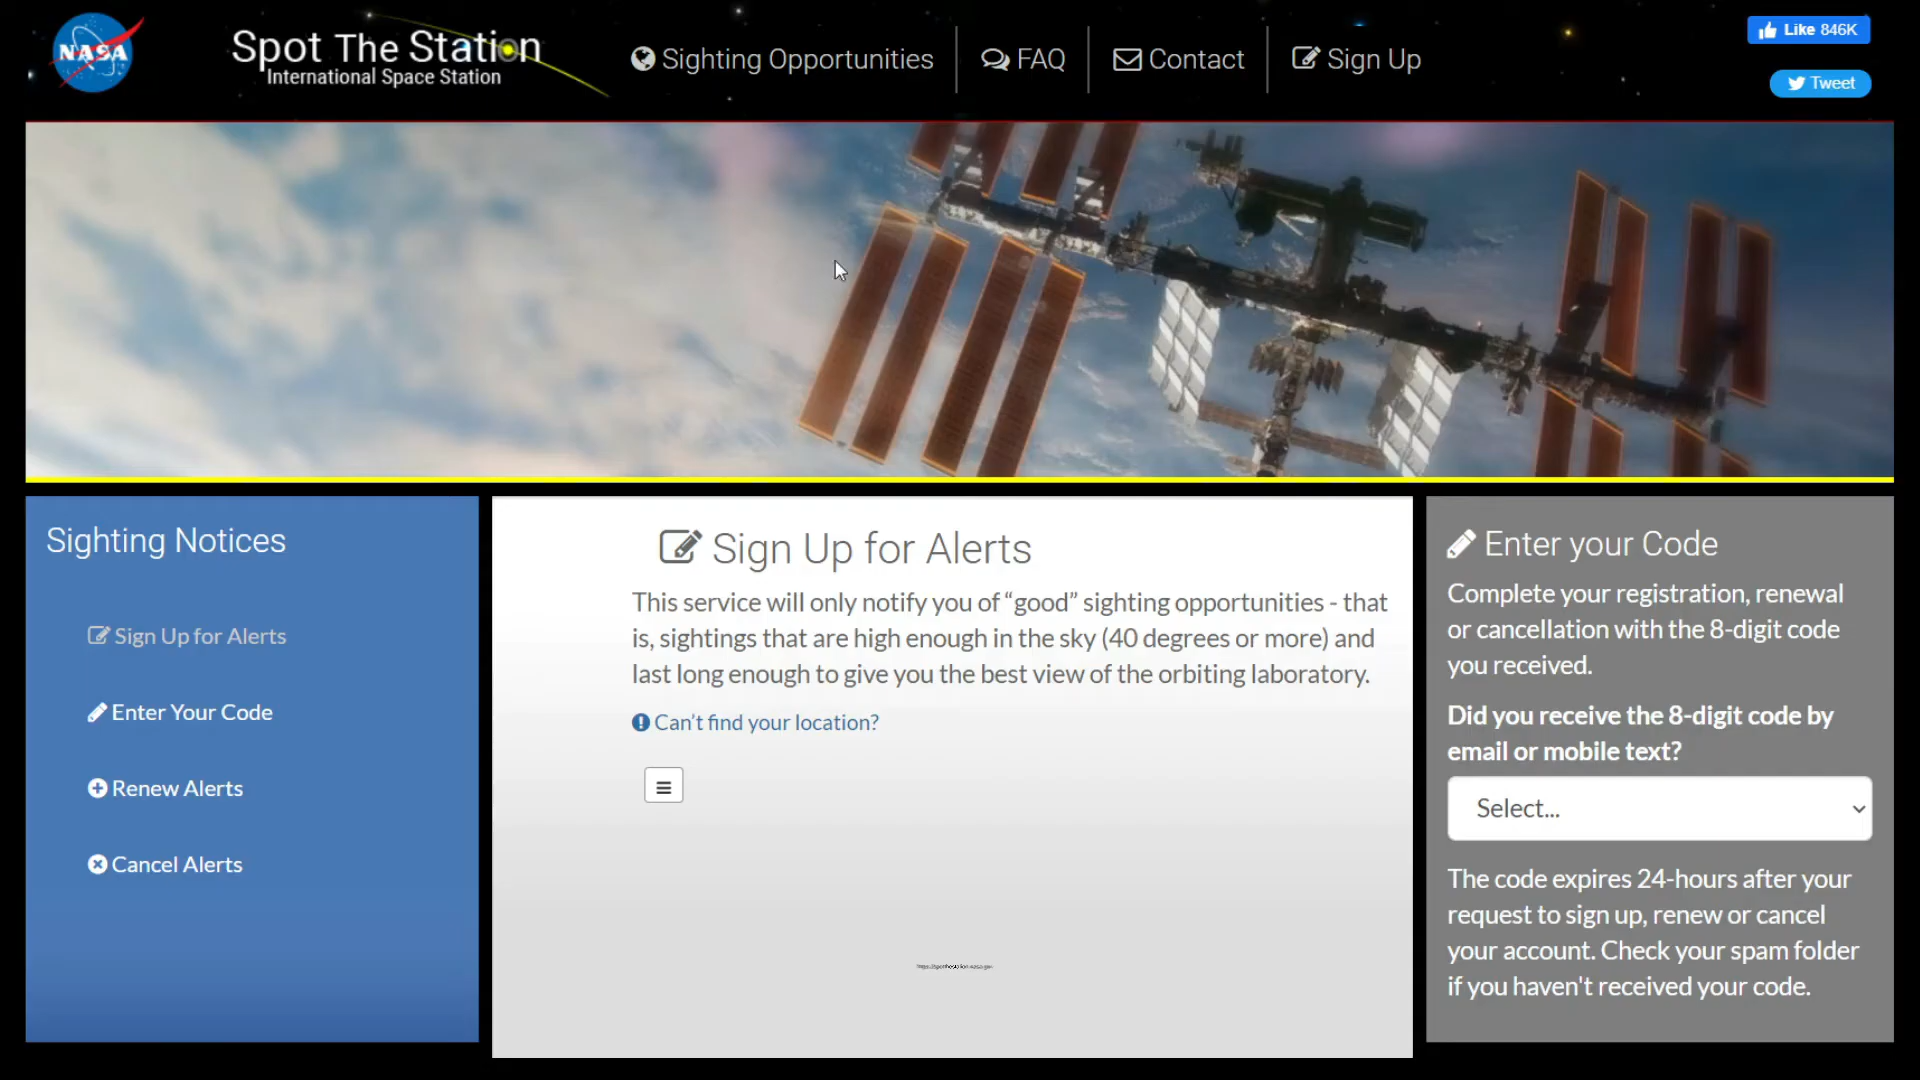 NASA
Spot The Station
International Space Station
Sighting Opportunities
FAQ
Contact
Sign Up
Like 846K
Tweet
Sighting Notices
Sign Up for Alerts
Enter Your Code
Renew Alerts
Cancel Alerts
Sign Up for Alerts
This service will only notify you of “good” sighting opportunities - that
is, sightings that are high enough in the sky (40 degrees or more) and
last long enough to give you the best view of the orbiting laboratory.
Can't find your location?
https://spotthestation.nasa.gov
Enter your Code
Complete your registration, renewal
or cancellation with the 8-digit code
you received.
Did you receive the 8-digit code by
email or mobile text?
Select...
The code expires 24-hours after your
request to sign up, renew or cancel
your account. Check your spam folder
if you haven't received your code.